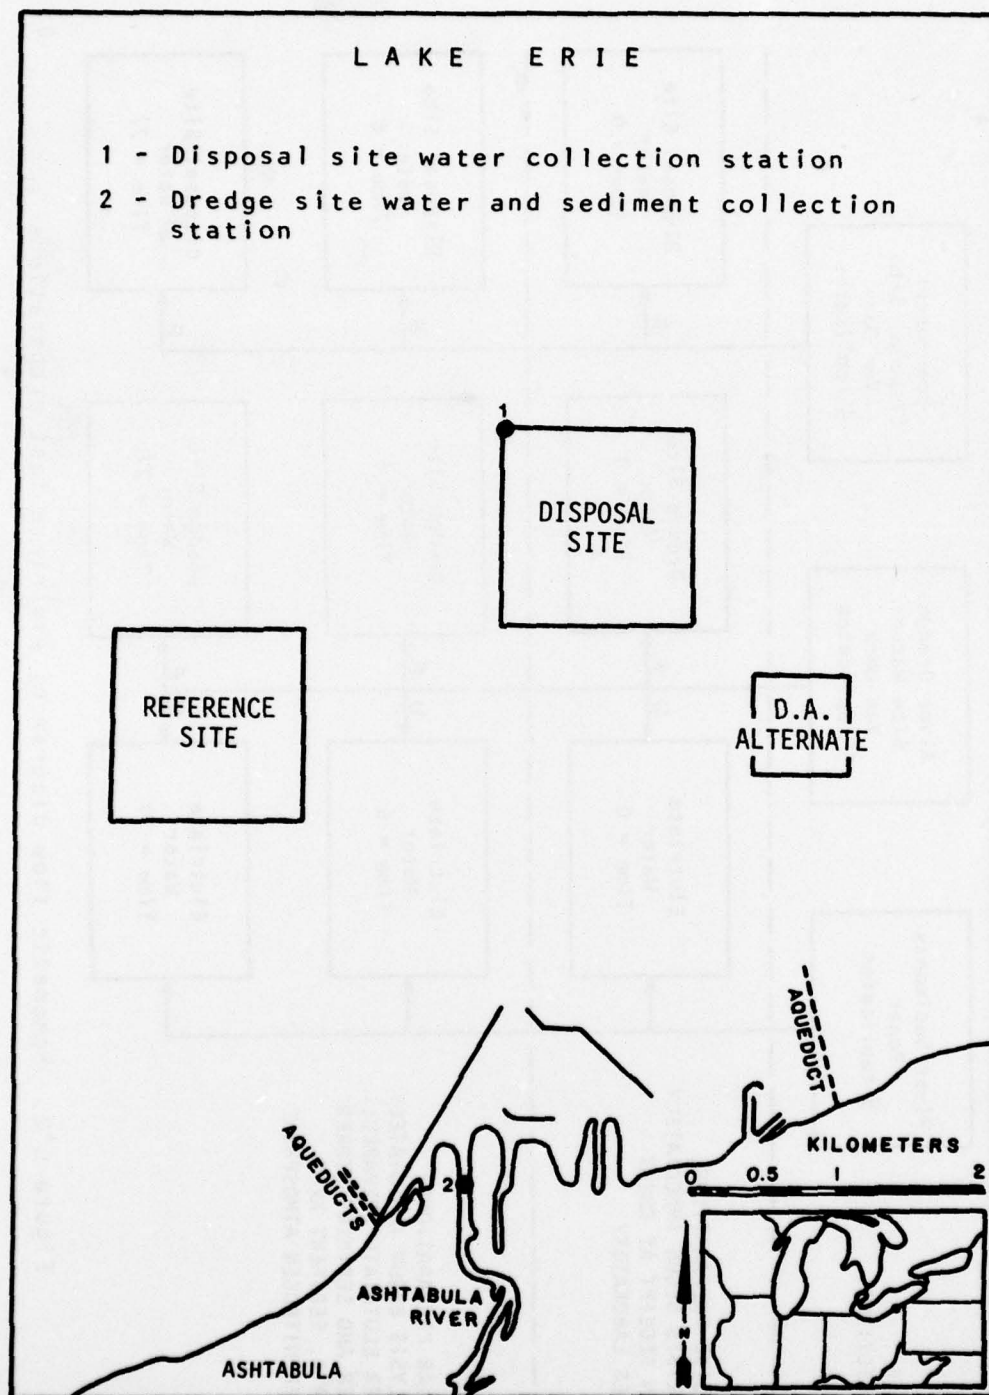 LAKE ERIE
1 - Disposal site water collection station
2 - Dredge site water and sediment collection
station
1
DISPOSAL
SITE
REFERENCE
SITE
D.A.
ALTERNATE
AQUEDUCT
AQUEDUCTS
2
KILOMETERS
0 0.5 1 2
ASHTABULA
RIVER
N
ASHTABULA